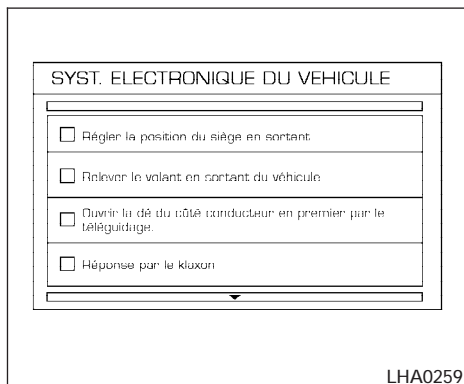 SYST. ELECTRONIQUE DU VEHICULE
Régler la position du siège en sortant
Relever le volant en sortant du véhicule
Ouvrir la dé du côté conducteur en premier par le
téléguidage.
Réponse par le klaxon
LHA0259